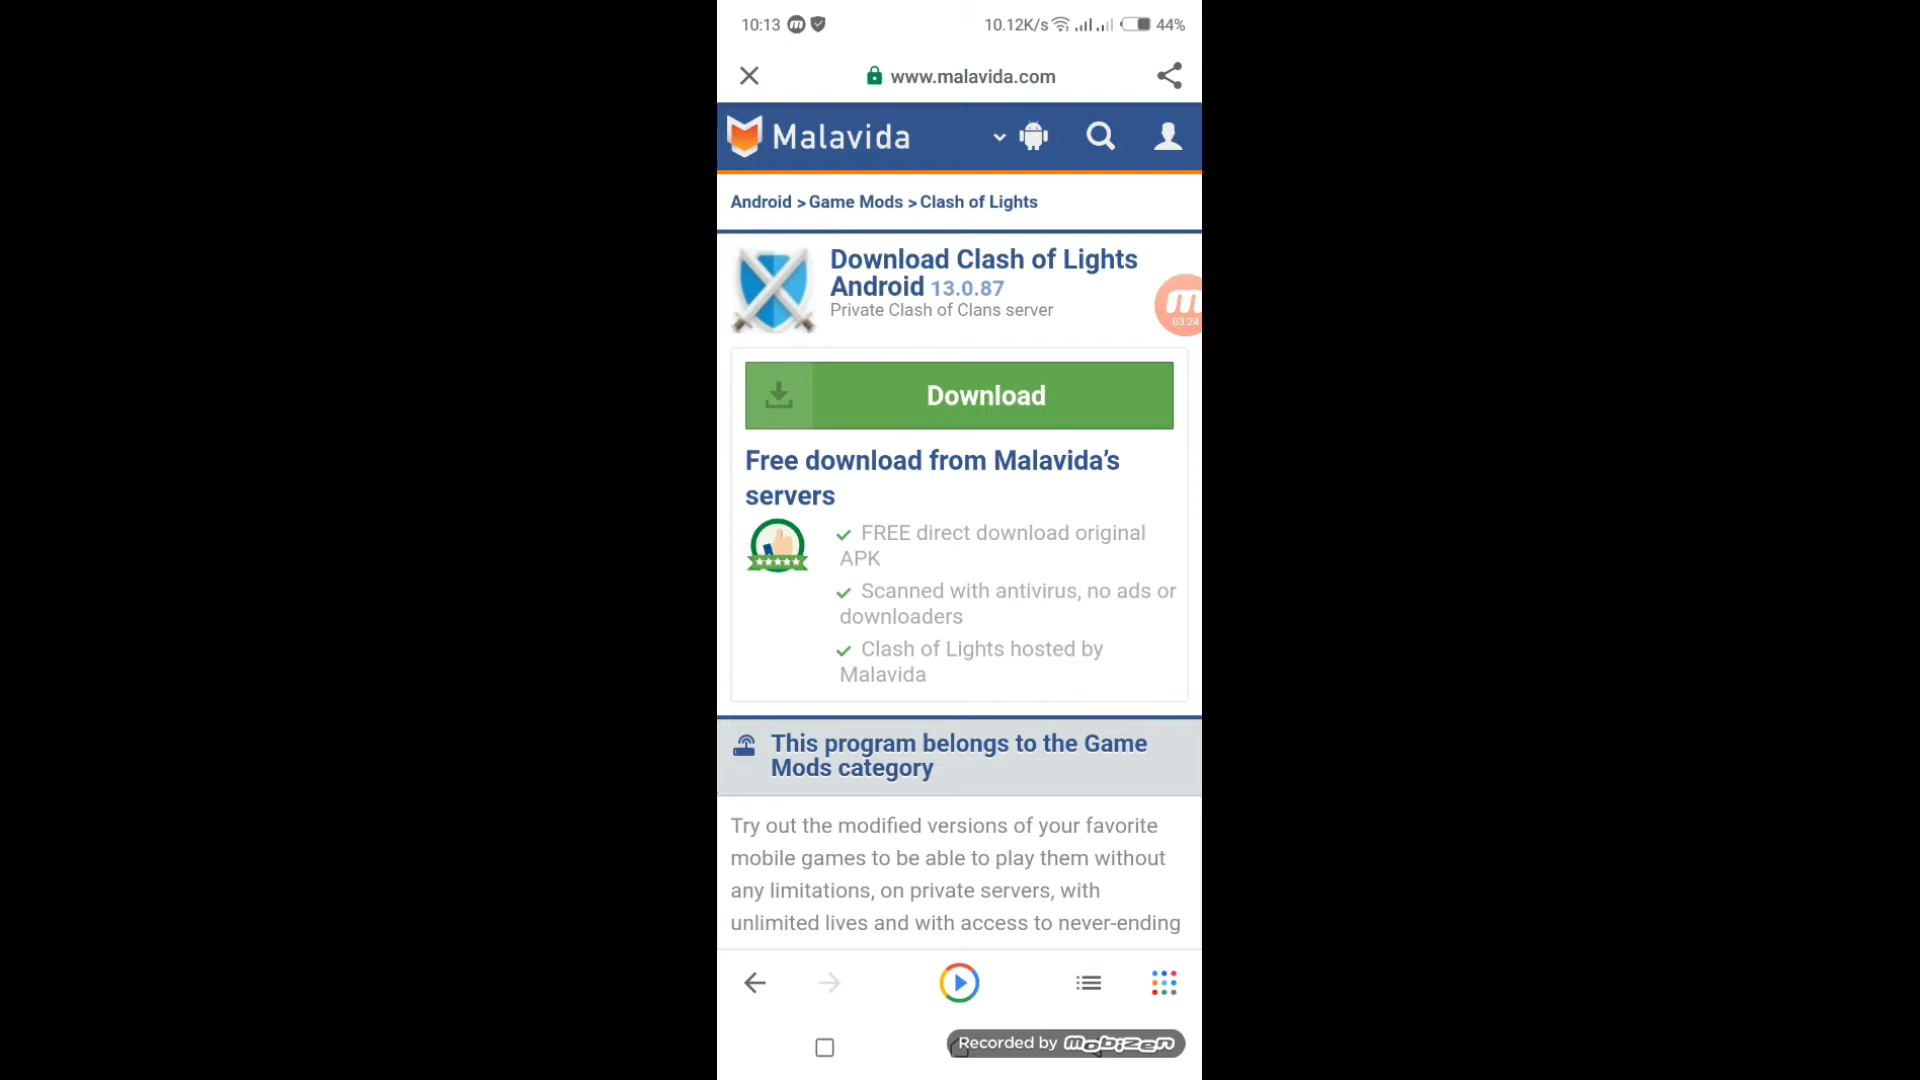 10:13 10.12K/s 44%
www.malavida.com
Malavida
Android > Game Mods > Clash of Lights
Download Clash of Lights
Android 13.0.87
Private Clash of Clans server
03:24
Download
Free download from Malavida’s
servers
FREE direct download original
APK
Scanned with antivirus, no ads or
downloaders
Clash of Lights hosted by
Malavida
This program belongs to the Game
Mods category
Try out the modified versions of your favorite
mobile games to be able to play them without
any limitations, on private servers, with
unlimited lives and with access to never-ending
Recorded by mobizen